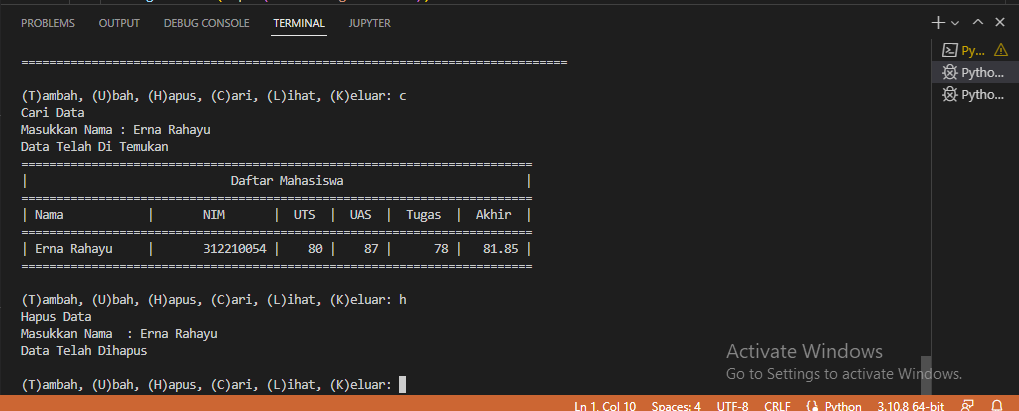 PROBLEMS OUTPUT DEBUG CONSOLE TERMINAL JUPYTER
==============================================================================
(T)ambah, (U)bah, (H)apus, (C)ari, (L)ihat, (K)eluar: c
Cari Data
Masukkan Nama : Erna Rahayu
Data Telah Di Temukan
=========================================================================
| Daftar Mahasiswa |
=========================================================================
| Nama | NIM | UTS | UAS | Tugas | Akhir |
=========================================================================
| Erna Rahayu | 312210054 | 80 | 87 | 78 | 81.85 |
=========================================================================
(T)ambah, (U)bah, (H)apus, (C)ari, (L)ihat, (K)eluar: h
Hapus Data
Masukkan Nama : Erna Rahayu
Data Telah Dihapus
(T)ambah, (U)bah, (H)apus, (C)ari, (L)ihat, (K)eluar:
Py...
Pytho...
Pytho...
Activate Windows
Go to Settings to activate Windows.
Ln 1, Col 10 Spaces: 4 UTF-8 CRLF Python 3.10.8 64-bit